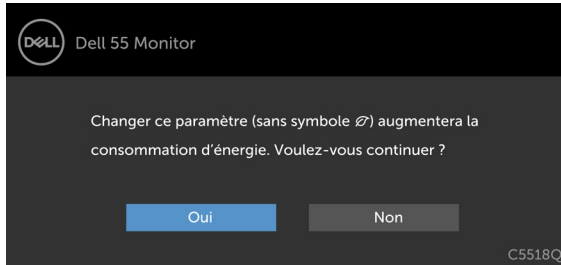 DELL Dell 55 Monitor
Changer ce paramètre (sans symbole) augmentera la
consommation d'énergie. Voulez-vous continuer ?
Oui Non
C5518Q